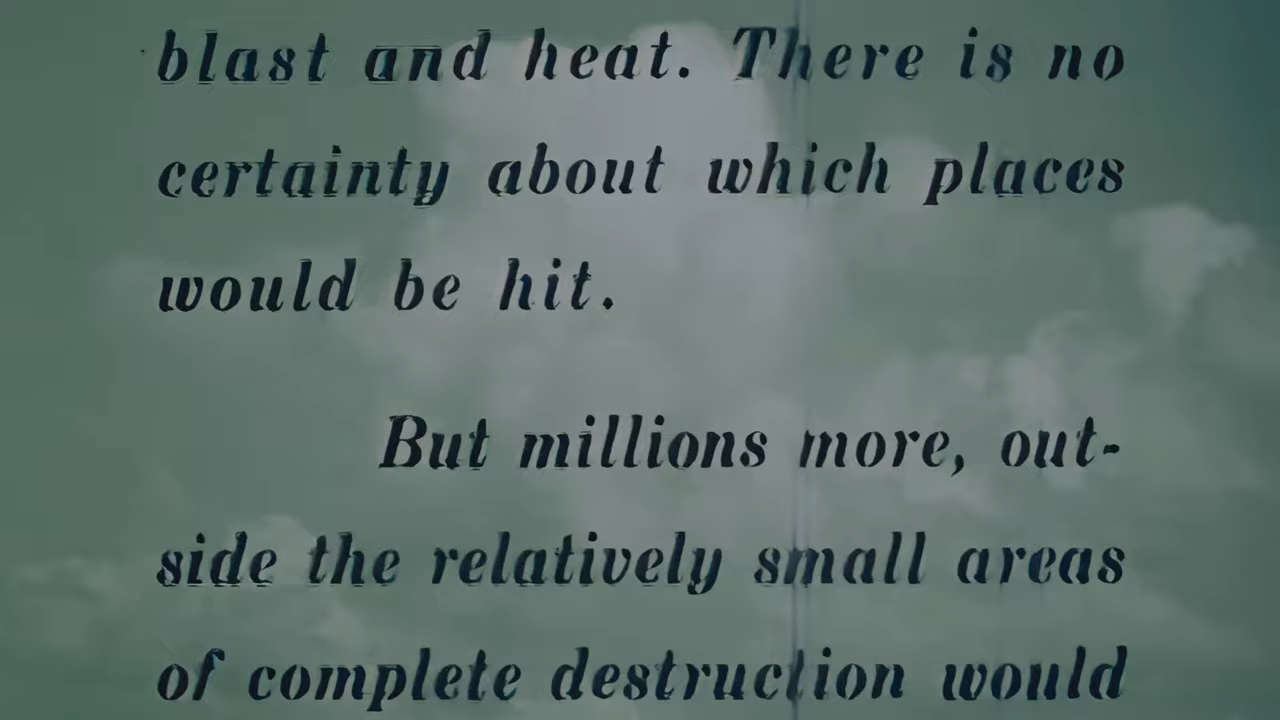 blast and heat. There is no
certainty about which places
would be hit.
But millions more, out-
side the relatively small areas
of complete destruction would